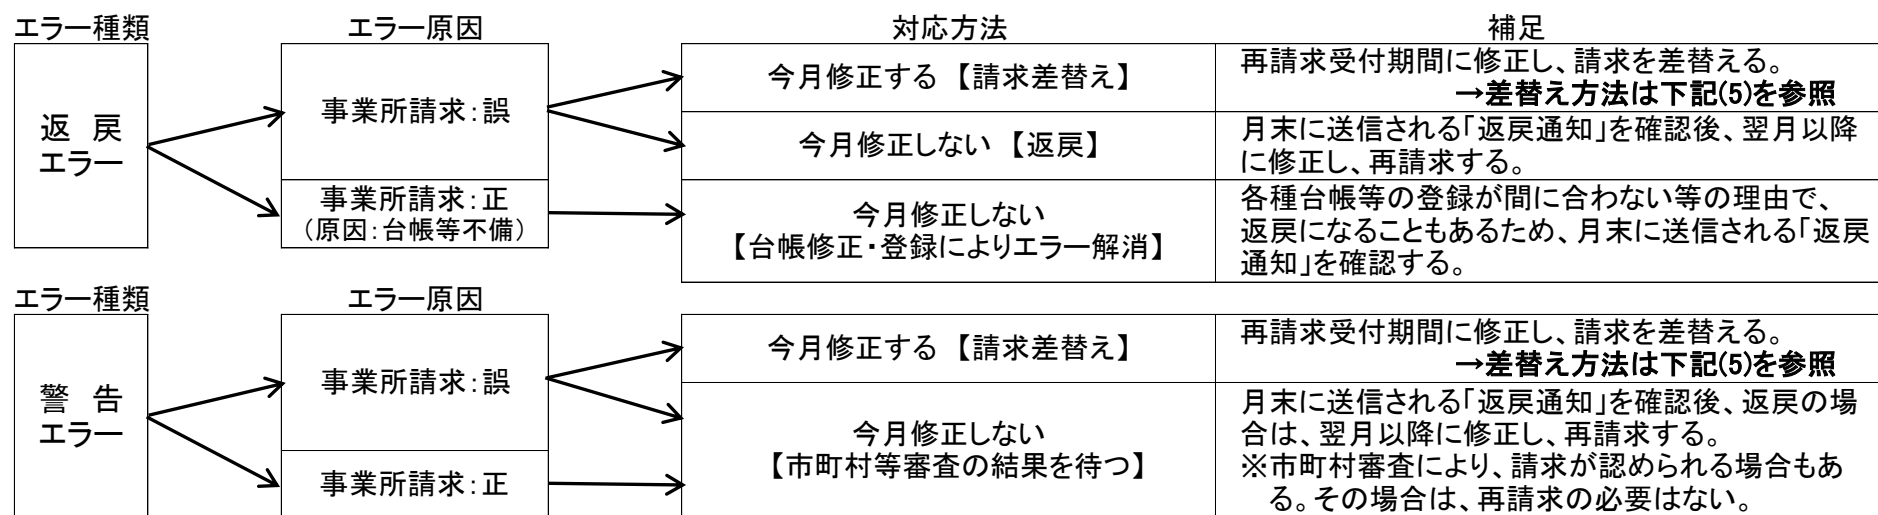 エラー種類 エラー原因 対応方法 補足
返 戻
エラー
事業所請求：誤
今月修正する 【請求差替え】
再請求受付期間に修正し、請求を差替える。
→差替え方法は下記(5)を参照
今月修正しない 【返戻】
月末に送信される「返戻通知」を確認後、翌月以降
に修正し、再請求する。
事業所請求：正
（原因：台帳等不備）
今月修正しない
【台帳修正・登録によりエラー解消】
各種台帳等の登録が間に合わない等の理由で、
返戻になることもあるため、月末に送信される「返戻
通知」を確認する。
エラー種類 エラー原因
警 告
エラー
事業所請求：誤
今月修正する 【請求差替え】
再請求受付期間に修正し、請求を差替える。
→差替え方法は下記(5)を参照
事業所請求：正
今月修正しない
【市町村等審査の結果を待つ】
月末に送信される「返戻通知」を確認後、返戻の場
合は、翌月以降に修正し、再請求する。
※市町村審査により、請求が認められる場合もあ
る。その場合は、再請求の必要はない。